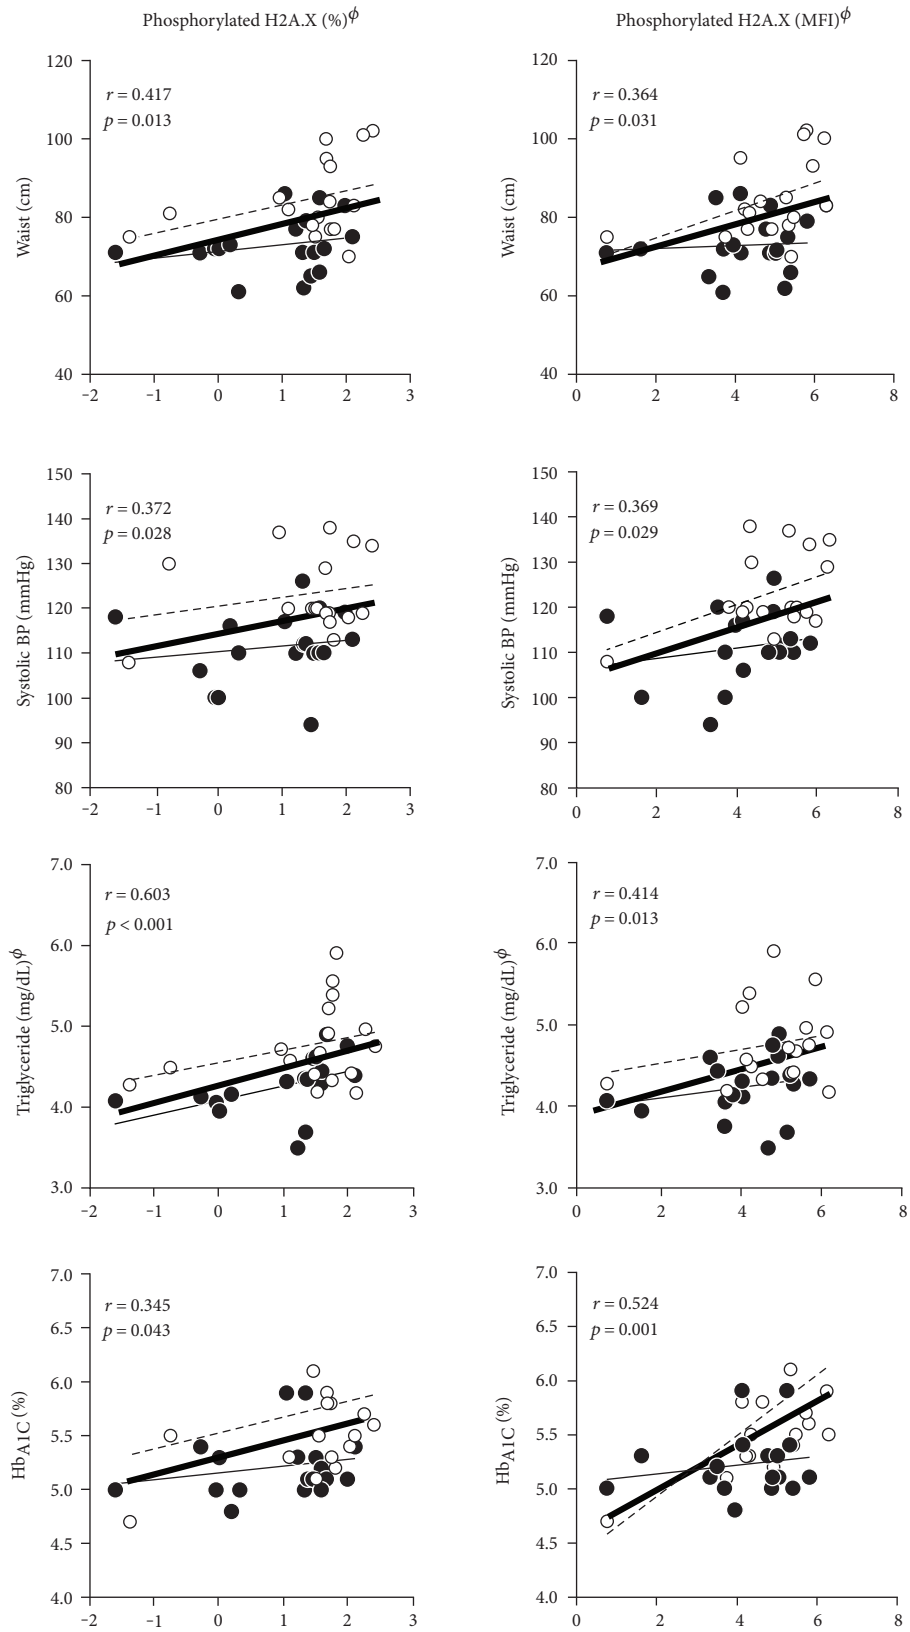 Phosphorylated H2A.X (%)ϕ
Phosphorylated H2A.X (MFI)ϕ
Waist (cm)
120
100
80
60
40
r = 0.417
p = 0.013
−2 −1 0 1 2 3
Waist (cm)
120
100
80
60
40
r = 0.364
p = 0.031
0 2 4 6 8
Systolic BP (mmHg)
150
140
130
120
110
100
90
80
r = 0.372
p = 0.028
−2 −1 0 1 2 3
Systolic BP (mmHg)
150
140
130
120
110
100
90
80
r = 0.369
p = 0.029
0 2 4 6 8
Triglyceride (mg/dL)ϕ
7.0
6.0
5.0
4.0
3.0
r = 0.603
p < 0.001
−2 −1 0 1 2 3
Triglyceride (mg/dL)ϕ
7.0
6.0
5.0
4.0
3.0
r = 0.414
p = 0.013
0 2 4 6 8
HbA1C (%)
7.0
6.5
6.0
5.5
5.0
4.5
4.0
r = 0.345
p = 0.043
−2 −1 0 1 2 3
HbA1C (%)
7.0
6.5
6.0
5.5
5.0
4.5
4.0
r = 0.524
p = 0.001
0 2 4 6 8